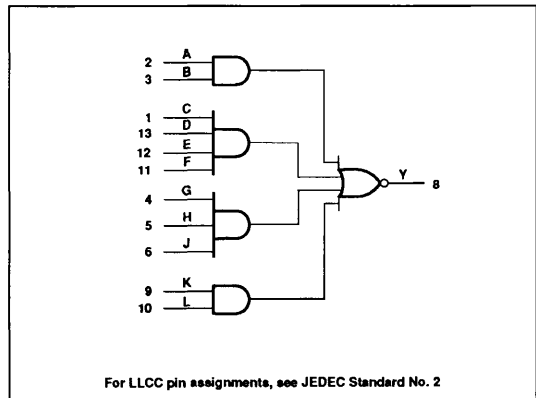 2 A
3 B
1 C
13 D
12 E
11 F
4 G
5 H
6 J
9 K
10 L
Y 8
For LLCC pin assignments, see JEDEC Standard No. 2